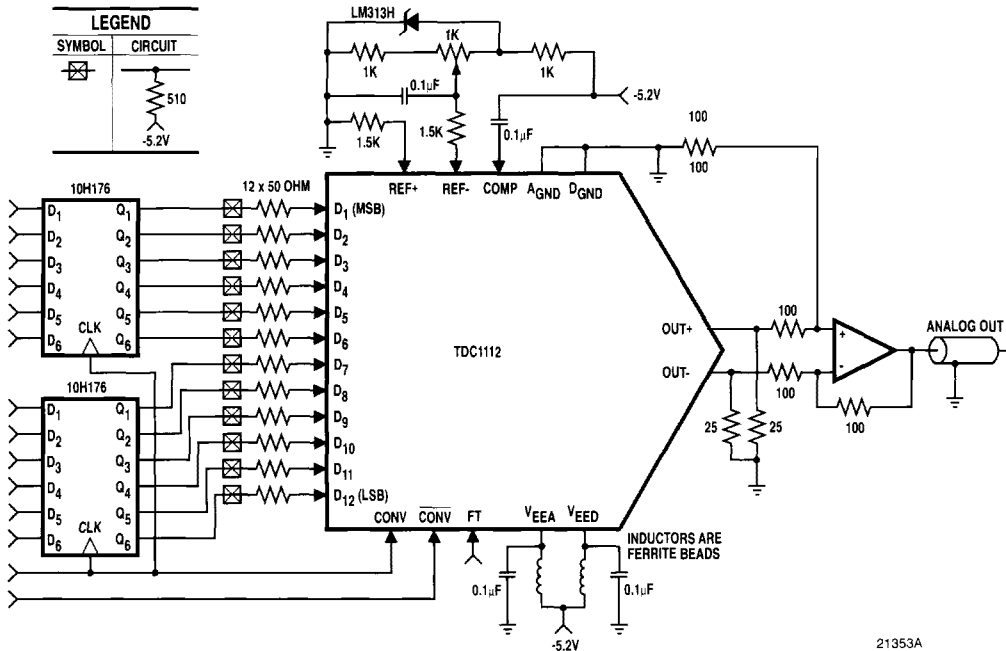 LEGEND
SYMBOL CIRCUIT
510
-5.2V
LM313H
1K
1K
1K
0.1µF
-5.2V
1.5K
1.5K
0.1µF
100
100
REF+ REF- COMP AGND DGND
10H176
12 x 50 OHM
D1 Q1
D2 Q2
D3 Q3
D4 Q4
D5 Q5
D6 Q6
CLK
10H176
D1 Q1
D2 Q2
D3 Q3
D4 Q4
D5 Q5
D6 Q6
CLK
D1 (MSB)
D2
D3
D4
D5
D6
D7
D8
D9
D10
D11
D12 (LSB)
TDC1112
OUT+
OUT-
100
100
+
-
100
25
25
ANALOG OUT
CONV CONV FT VEEA VEED
INDUCTORS ARE
FERRITE BEADS
0.1µF
0.1µF
-5.2V
21353A